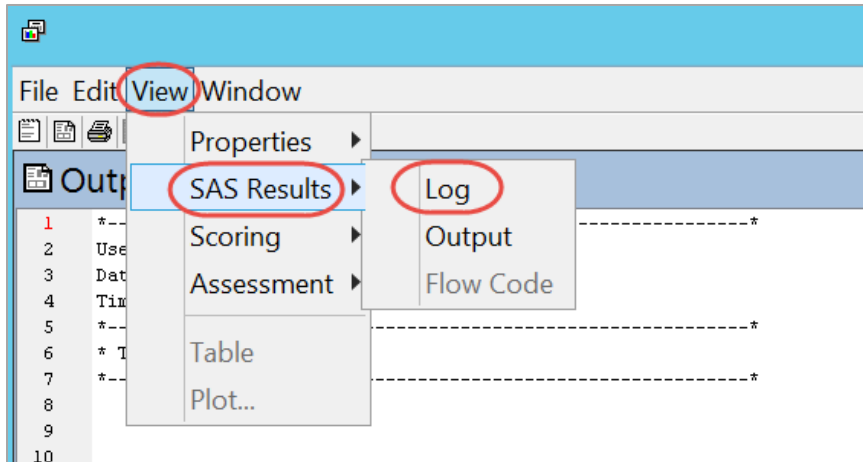 File Edit View Window
Properties
Outp
SAS Results
Log
Scoring
Output
Assessment
Flow Code
Table
Plot...
1 *-- ---------------------------*
2 Use
3 Dat
4 Tim
5 *-- ---------------------------*
6 * T
7 *-- ---------------------------*
8
9
10